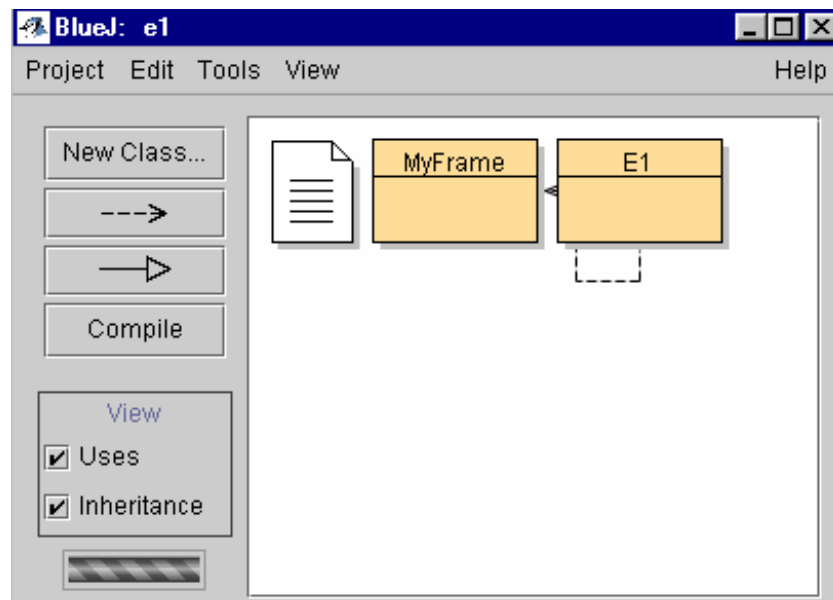 BlueJ: e1
Project Edit Tools View Help
New Class...
MyFrame
E1
Compile
View
Uses
Inheritance